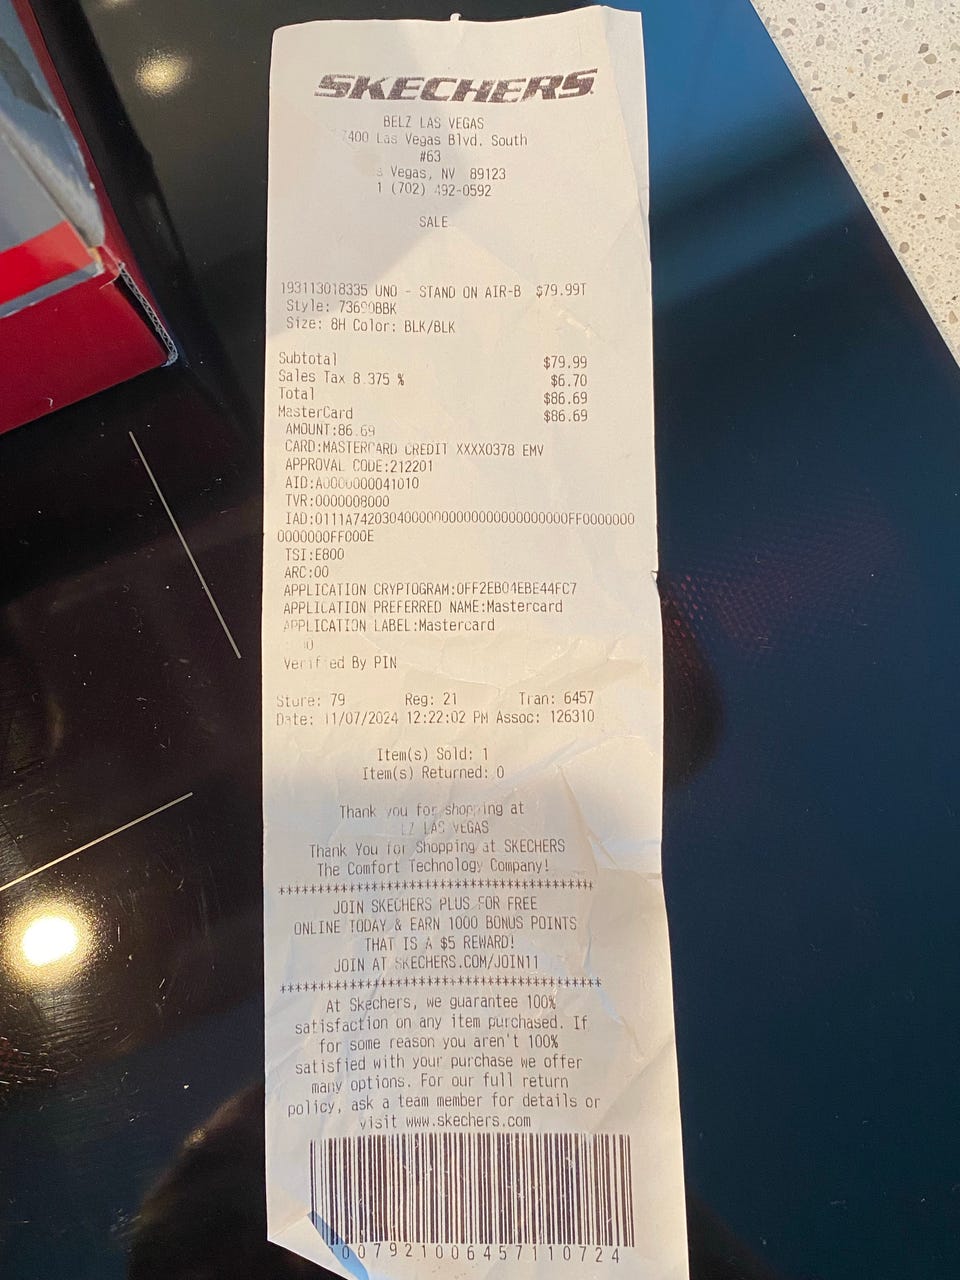 SKECHERS
BELZ LAS VEGAS
400 Las Vegas Blvd. South
#63
Vegas, NV 89123
1 (702) 492-0592
SALE
193113018335 UNO - STAND ON AIR-B $79.99T
Style: 73690BBK
Size: 8H Color: BLK/BLK
Subtotal $79.99
Sales Tax 8.375 % $6.70
Total $86.69
MasterCard $86.69
AMOUNT:86.69
CARD:MASTERCARD CREDIT XXXX0378 EMV
APPROVAL CODE:212201
AID:A0000000041010
TVR:0000008000
TSI:E800
ARC:00
APPLICATION CRYPTOGRAM:0FF2EB04EBE44FC7
APPLICATION PREFERRED NAME:Mastercard
APPLICATION LABEL:Mastercard
Verified By PIN
Store: 79 Reg: 21 Tran: 6457
Date: 11/07/2024 12:22:02 PM Assoc: 126310
Item(s) Sold: 1
Item(s) Returned: 0
Thank you for shopping at
LAS VEGAS
Thank You for Shopping at SKECHERS
The Comfort Technology Company!
JOIN SKECHERS PLUS FOR FREE
ONLINE TODAY & EARN 1000 BONUS POINTS
THAT IS A $5 REWARD!
JOIN AT SKECHERS.COM/JOIN11
At Skechers, we guarantee 100%
satisfaction on any item purchased. If
for some reason you aren't 100%
satisfied with your purchase we offer
many options. For our full return
policy, ask a team member for details or
visit www.skechers.com
007921006457110724